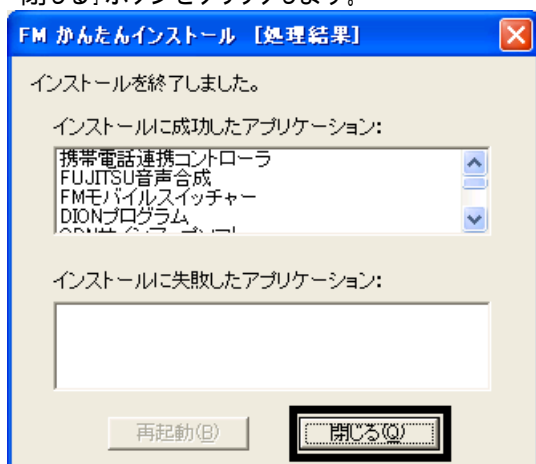 閉じる」ボタンをクリックします。
FM かんたんインストール [処理結果]
インストールを終了しました。
インストールに成功したアプリケーション:
携帯電話連携コントローラ
FUJITSU音声合成
FMモバイルスイッチャー
DIONプログラム
インストールに失敗したアプリケーション:
再起動(B)
閉じる(Q)